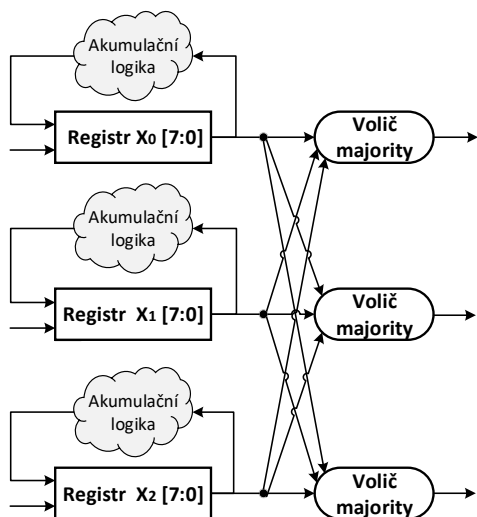 Akumulační
logika
Registr X0 [7:0]
Volič
majority
Akumulační
logika
Registr X1 [7:0]
Volič
majority
Akumulační
logika
Registr X2 [7:0]
Volič
majority